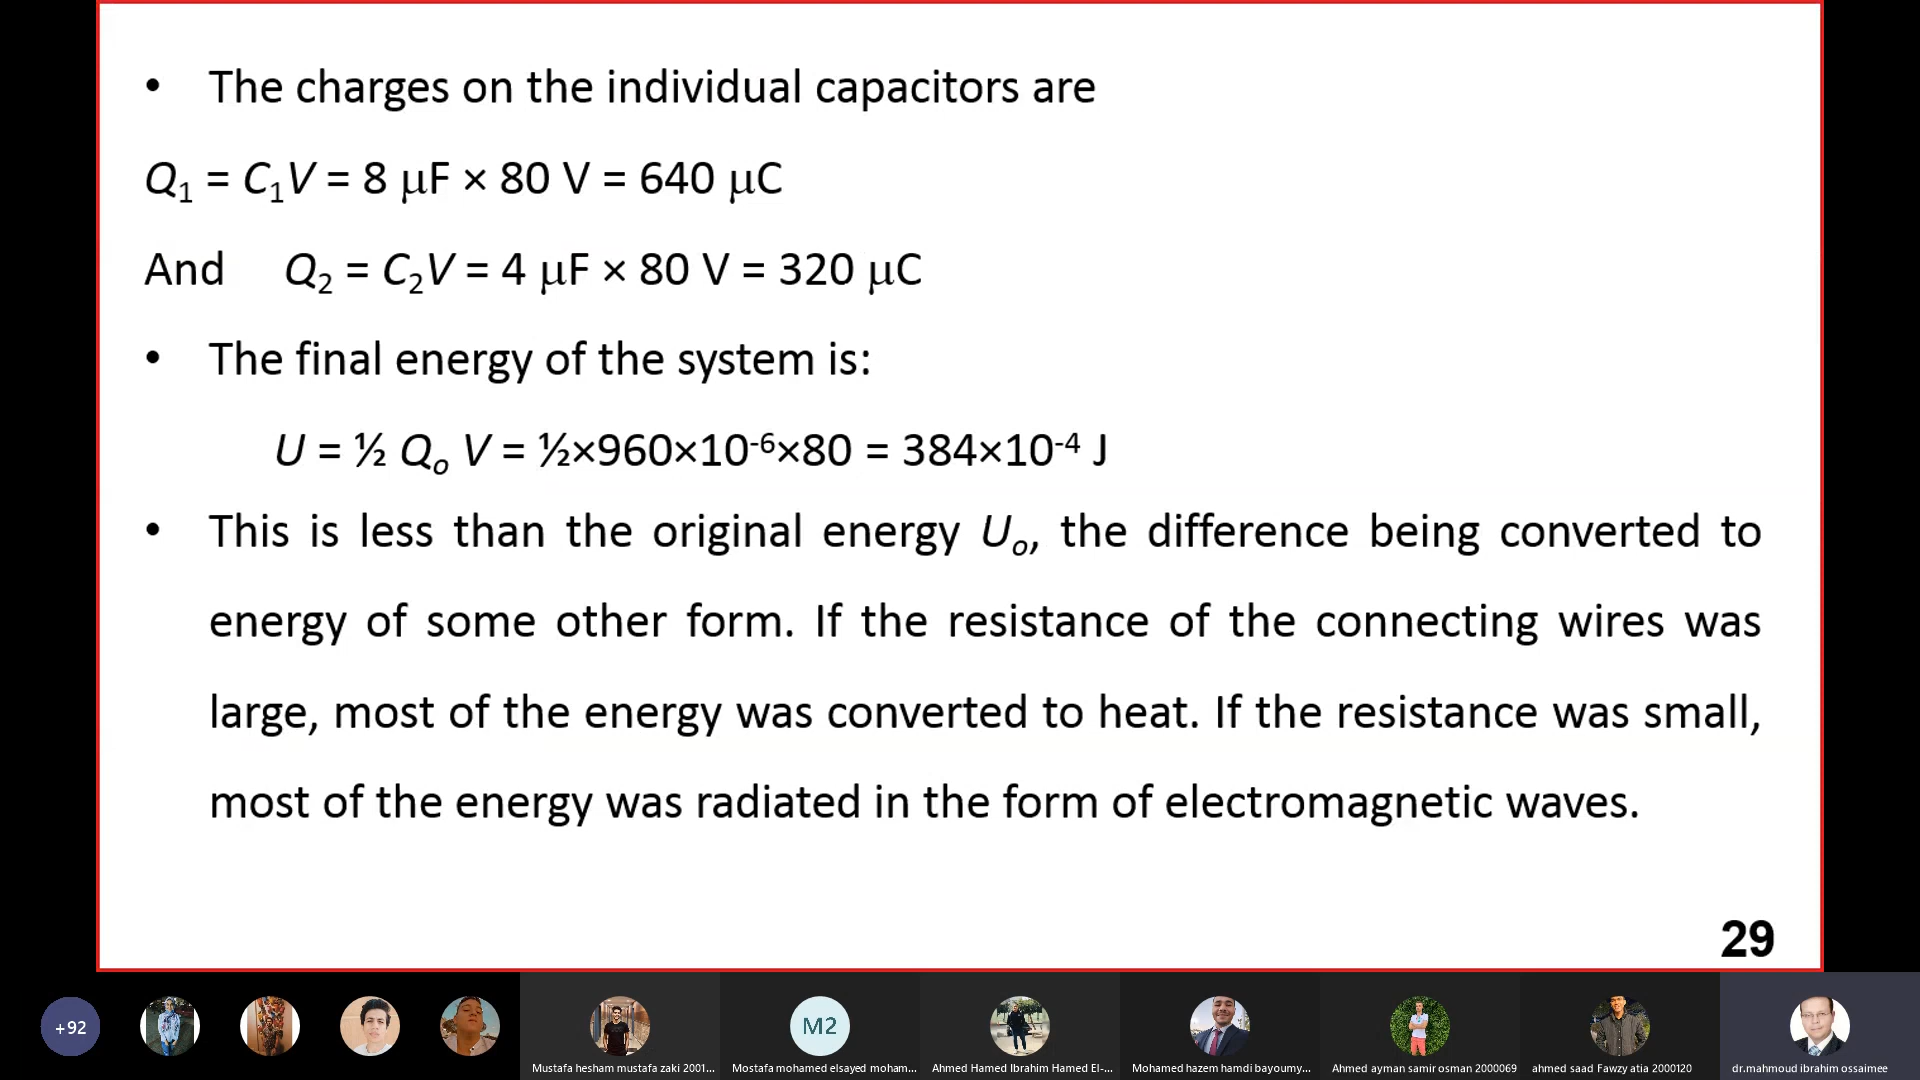 • The charges on the individual capacitors are
Q₁ = C₁V = 8 μF × 80 V = 640 μC
And Q₂ = C₂V = 4 μF × 80 V = 320 μC
• The final energy of the system is:
U = ½ Qₒ V = ½×960×10⁻⁶×80 = 384×10⁻⁴ J
• This is less than the original energy Uₒ, the difference being converted to
energy of some other form. If the resistance of the connecting wires was
large, most of the energy was converted to heat. If the resistance was small,
most of the energy was radiated in the form of electromagnetic waves.
29
+92
M2
Mustafa hesham mustafa zaki 2001...
Mostafa mohamed elsayed moham...
Ahmed Hamed Ibrahim Hamed El-...
Mohamed hazem hamdi bayoumy...
Ahmed ayman samir osman 2000069
ahmed saad Fawzy atia 2000120
dr.mahmoud ibrahim ossaimee